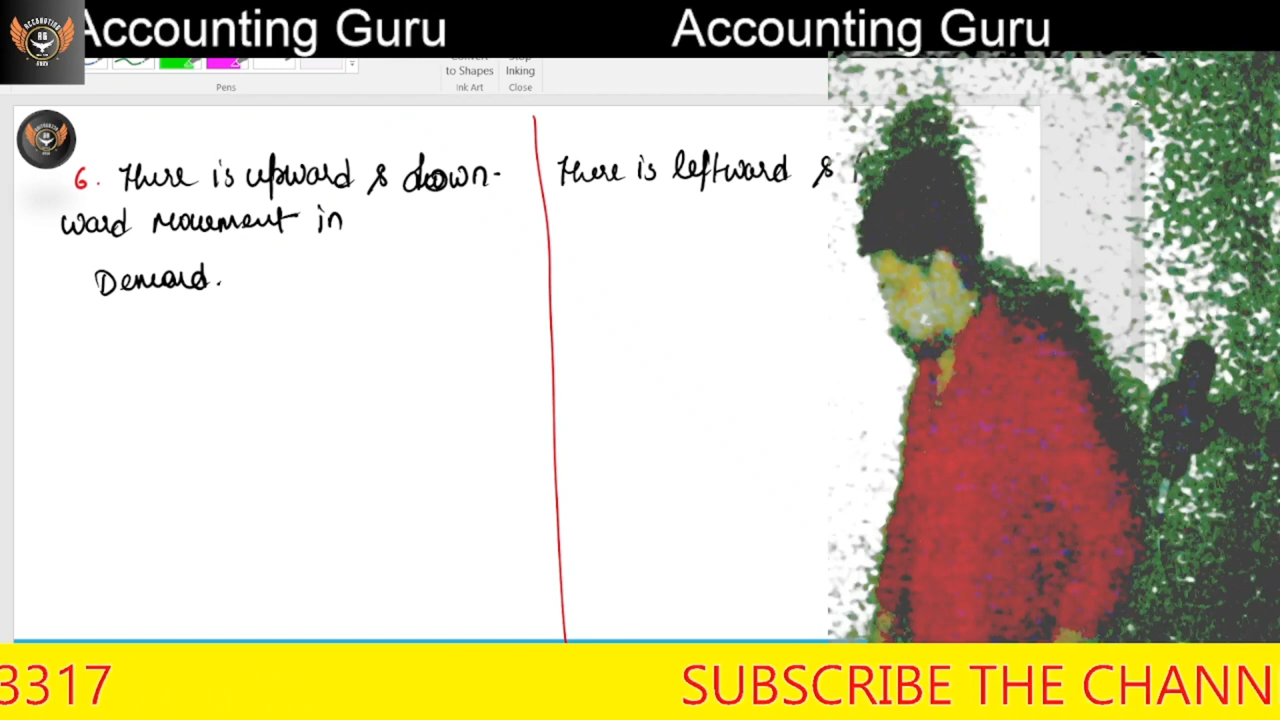 Accounting Guru Accounting Guru
to Shapes Inking
Pens Ink Art Close
6. There is upward & down-
ward movement in
Demand.
There is leftward &
3317 SUBSCRIBE THE CHANN